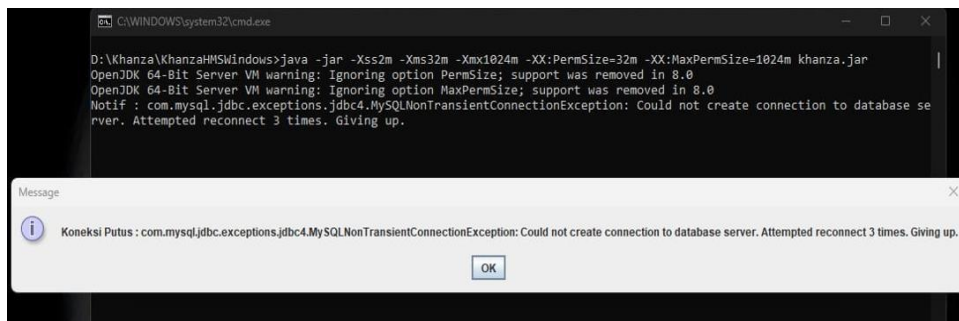 C:\WINDOWS\system32\cmd.exe
D:\Khanza\KhanzaHMSWindows>java -jar -Xss2m -Xms32m -Xmx1024m -XX:PermSize=32m -XX:MaxPermSize=1024m khanza.jar
OpenJDK 64-Bit Server VM warning: Ignoring option PermSize; support was removed in 8.0
OpenJDK 64-Bit Server VM warning: Ignoring option MaxPermSize; support was removed in 8.0
Notif : com.mysql.jdbc.exceptions.jdbc4.MySQLNonTransientConnectionException: Could not create connection to database se
rver. Attempted reconnect 3 times. Giving up.
Message
Koneksi Putus : com.mysql.jdbc.exceptions.jdbc4.MySQLNonTransientConnectionException: Could not create connection to database server. Attempted reconnect 3 times. Giving up.
OK